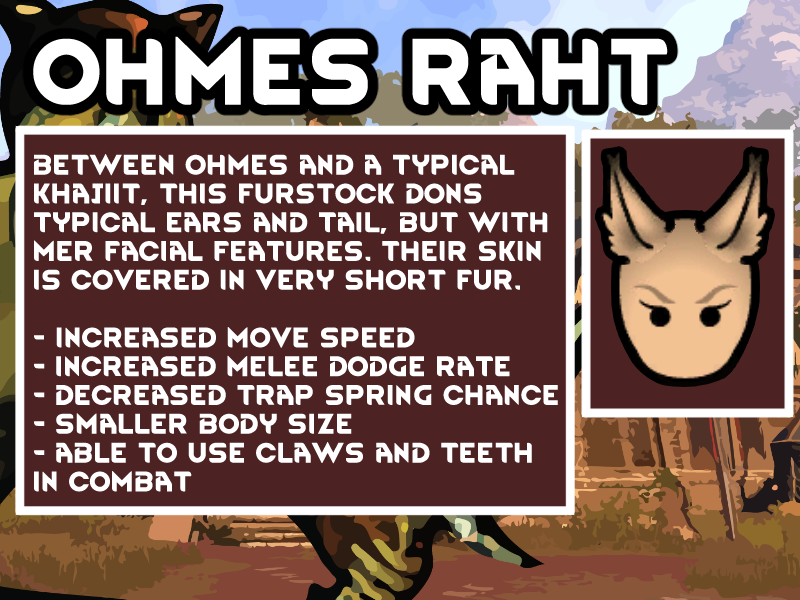 OHMES RAHT
BETWEEN OHMES AND A TYPICAL
KHAJIIT, THIS FURSTOCK DONS
TYPICAL EARS AND TAIL, BUT WITH
MER FACIAL FEATURES. THEIR SKIN
IS COVERED IN VERY SHORT FUR.
- INCREASED MOVE SPEED
- INCREASED MELEE DODGE RATE
- DECREASED TRAP SPRING CHANCE
- SMALLER BODY SIZE
- ABLE TO USE CLAWS AND TEETH
IN COMBAT